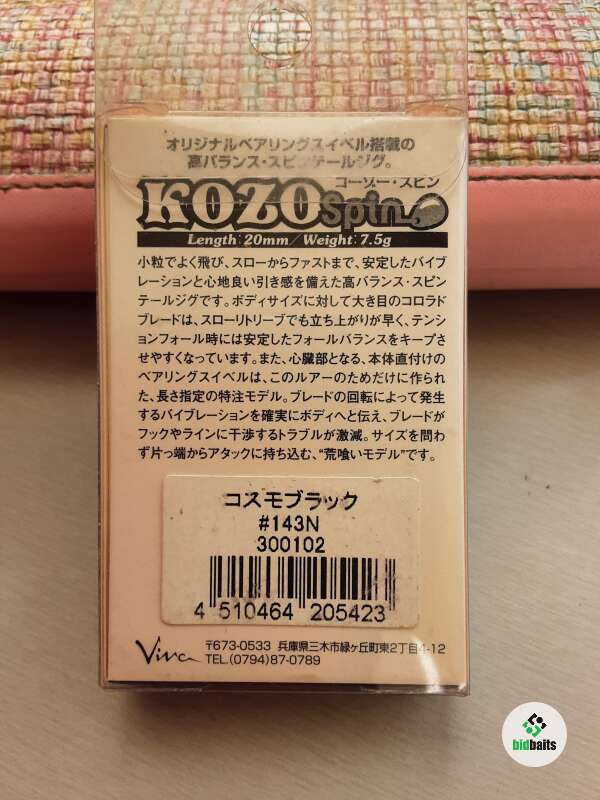 オリジナルベアリングスイベル搭載の
高バランス・スピンテールジグ。
コーゾー・スピン
KOZO Spin
Length:20mm/Weight:7.5g
小粒でよく飛び、スローからファストまで、安定したバイブ
レーションと心地良い引き感を備えた高バランス・スピン
テールジグです。ボディサイズに対して大き目のコロラド
ブレードは、スローリトリーブでも立ち上がりが早く、テンシ
ョンフォール時には安定したフォールバランスをキープさ
せやすくなっています。また、心臓部となる、本体直付けの
ベアリングスイベルは、このルアーのためだけに作られ
た、長さ指定の特注モデル。ブレードの回転によって発生
するバイブレーションを確実にボディへと伝え、ブレードが
フックやラインに干渉するトラブルが激減。サイズを問わ
ず片っ端からアタックに持ち込む、“荒喰いモデル”です。
コスモブラック
#143N
300102
4 510464 205423
Viva
〒673-0533 兵庫県三木市緑ヶ丘町東2丁目4-12
TEL.(0794)87-0789
bidbaits